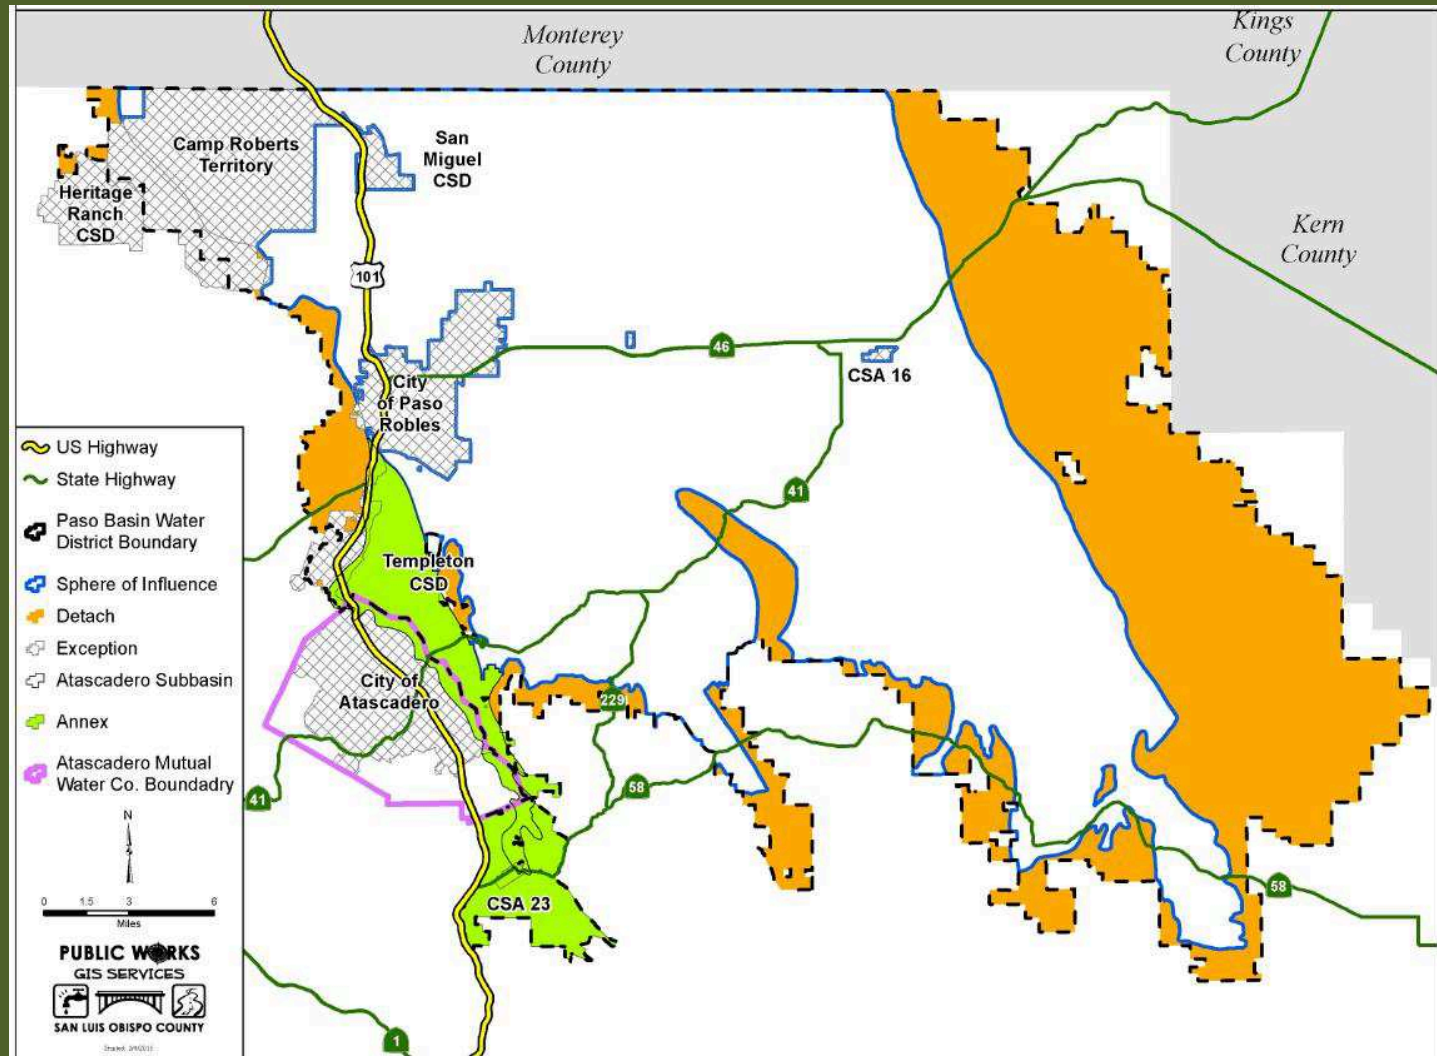 Monterey
County
Kings
County
Kern
County
Camp Roberts
Territory
San
Miguel
CSD
Heritage
Ranch
CSD
101
City
of Paso
Robles
46
CSA 16
41
Templeton
CSD
City of
Atascadero
229
58
41
CSA 23
58
1
US Highway
State Highway
Paso Basin Water
District Boundary
Sphere of Influence
Detach
Exception
Atascadero Subbasin
Annex
Atascadero Mutual
Water Co. Boundadry
N
0 1.5 3 6
Miles
PUBLIC WORKS
GIS SERVICES
SAN LUIS OBISPO COUNTY